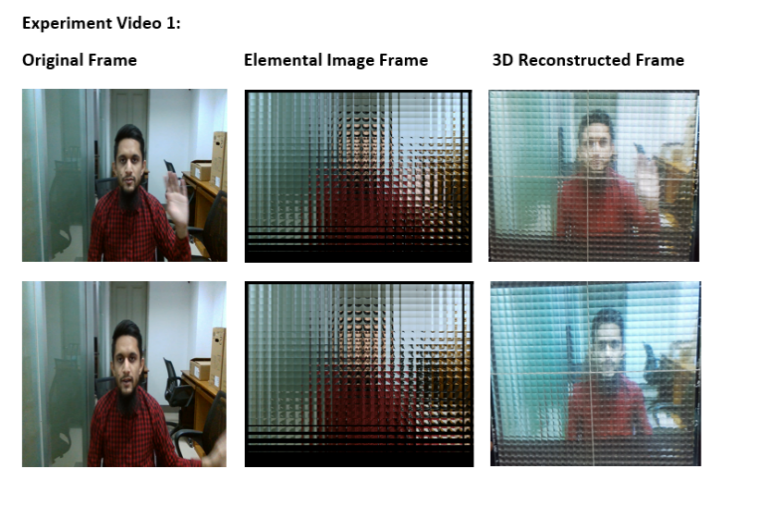 Experiment Video 1:
Original Frame
Elemental Image Frame
3D Reconstructed Frame